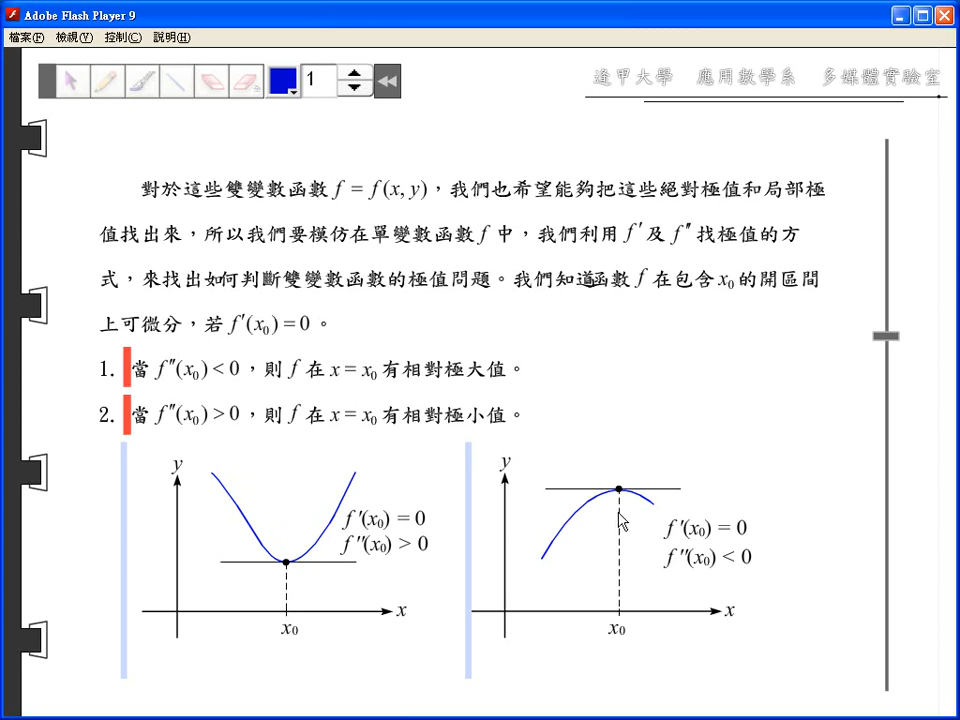 Adobe Flash Player 9
檔案(F) 檢視(V) 控制(C) 說明(H)
1
逢甲大學 應用數學系 多媒體實驗室
對於這些雙變數函數 f = f(x, y)，我們也希望能夠把這些絕對極值和局部極
值找出來，所以我們要模仿在單變數函數 f 中，我們利用 f′ 及 f″ 找極值的方
式，來找出如何判斷雙變數函數的極值問題。我們知道函數 f 在包含 x₀ 的開區間
上可微分，若 f′(x₀) = 0 。
1. 當 f″(x₀) < 0 ，則 f 在 x = x₀ 有相對極大值。
2. 當 f″(x₀) > 0 ，則 f 在 x = x₀ 有相對極小值。
y
f′(x₀) = 0
f″(x₀) > 0
x
x₀
y
f′(x₀) = 0
f″(x₀) < 0
x
x₀